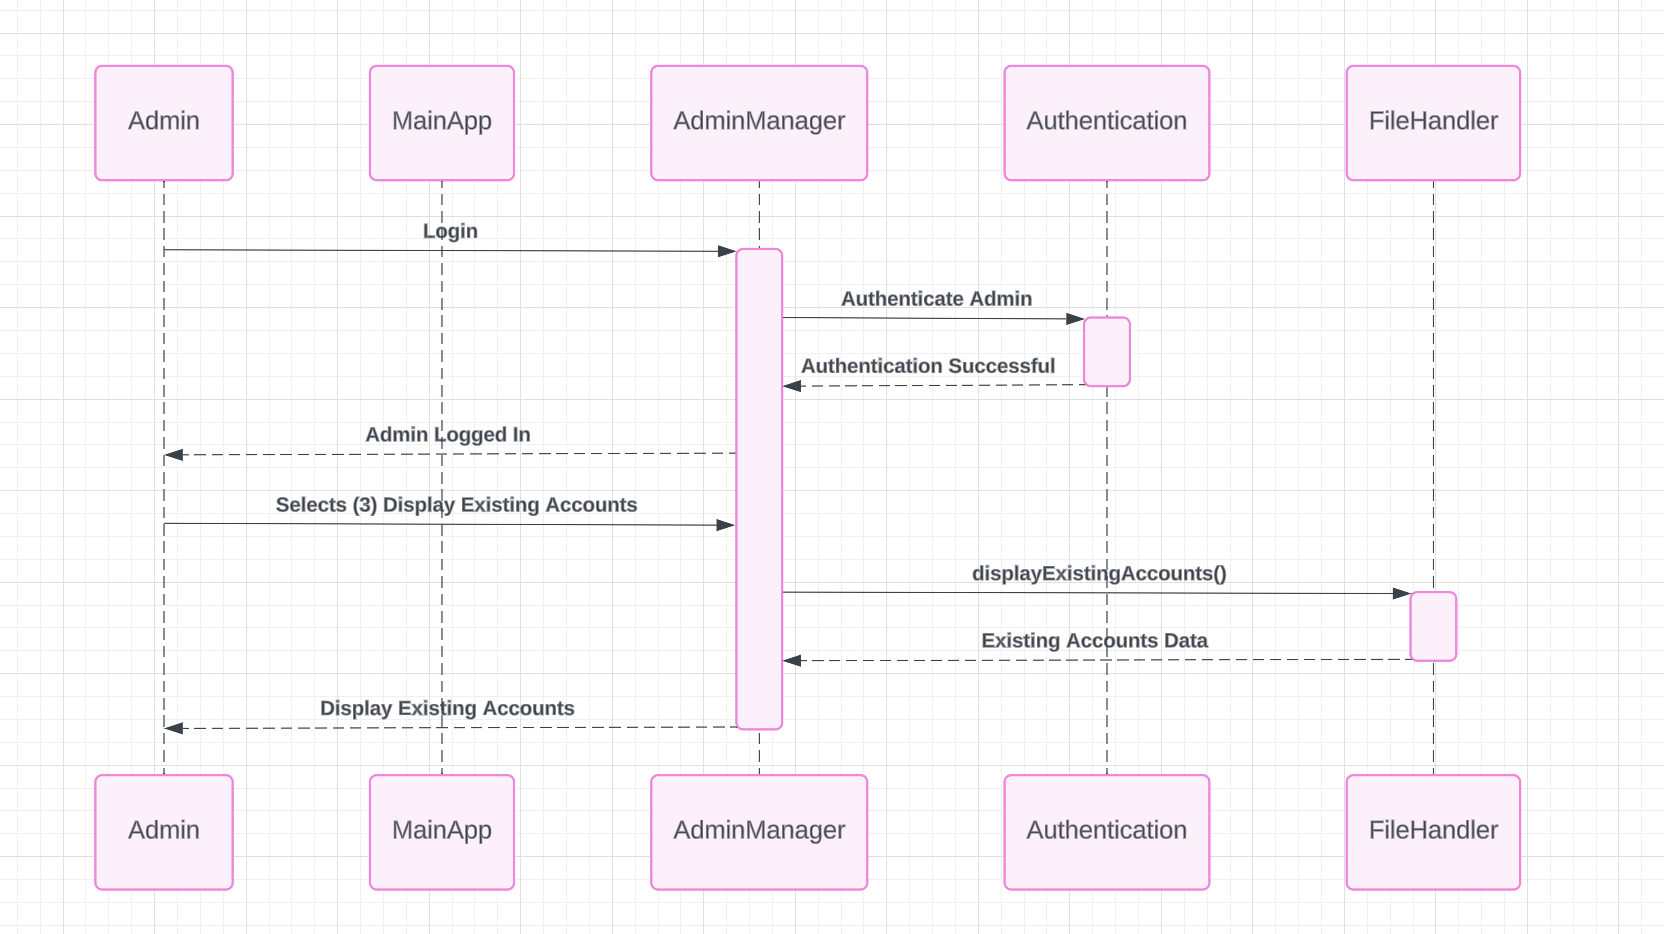 Admin
MainApp
AdminManager
Authentication
FileHandler
Login
Authenticate Admin
Authentication Successful
Admin Logged In
Selects (3) Display Existing Accounts
displayExistingAccounts()
Existing Accounts Data
Display Existing Accounts
Admin
MainApp
AdminManager
Authentication
FileHandler